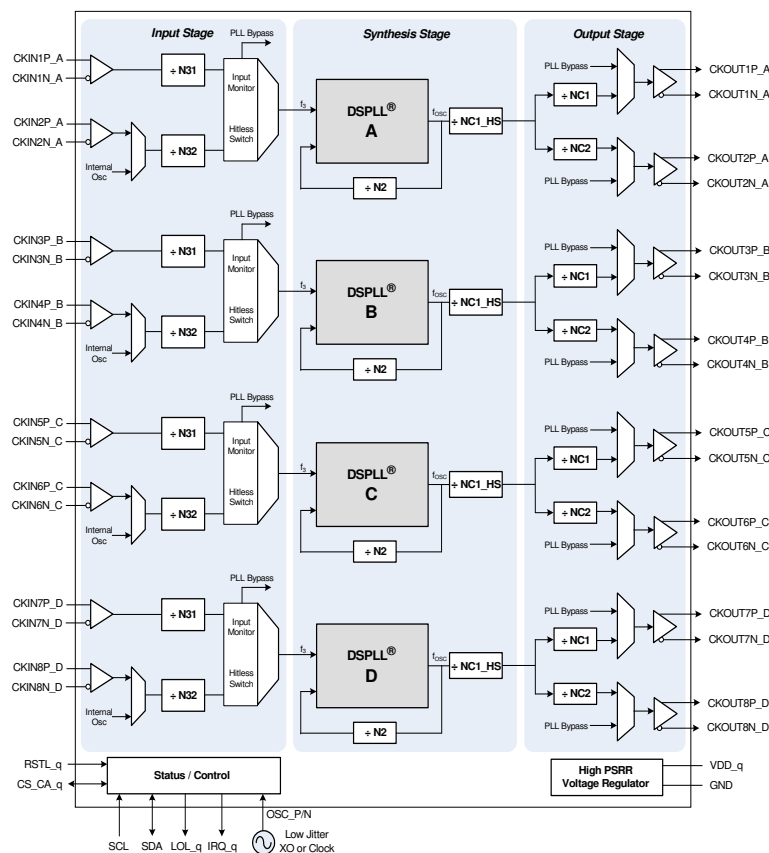 Input Stage
Synthesis Stage
Output Stage
CKIN1P_A
CKIN1N_A
÷ N31
PLL Bypass
Input
Monitor
Hitless
Switch
CKIN2P_A
CKIN2N_A
Internal
Osc
÷ N32
f3
DSPLL®
A
fOSC
÷ N2
÷ NC1_HS
PLL Bypass
÷ NC1
÷ NC2
PLL Bypass
CKOUT1P_A
CKOUT1N_A
CKOUT2P_A
CKOUT2N_A
CKIN3P_B
CKIN3N_B
÷ N31
PLL Bypass
Input
Monitor
Hitless
Switch
CKIN4P_B
CKIN4N_B
Internal
Osc
÷ N32
f3
DSPLL®
B
fOSC
÷ N2
÷ NC1_HS
PLL Bypass
÷ NC1
÷ NC2
PLL Bypass
CKOUT3P_B
CKOUT3N_B
CKOUT4P_B
CKOUT4N_B
CKIN5P_C
CKIN5N_C
÷ N31
PLL Bypass
Input
Monitor
Hitless
Switch
CKIN6P_C
CKIN6N_C
Internal
Osc
÷ N32
f3
DSPLL®
C
fOSC
÷ N2
÷ NC1_HS
PLL Bypass
÷ NC1
÷ NC2
PLL Bypass
CKOUT5P_C
CKOUT5N_C
CKOUT6P_C
CKOUT6N_C
CKIN7P_D
CKIN7N_D
÷ N31
PLL Bypass
Input
Monitor
Hitless
Switch
CKIN8P_D
CKIN8N_D
Internal
Osc
÷ N32
f3
DSPLL®
D
fOSC
÷ N2
÷ NC1_HS
PLL Bypass
÷ NC1
÷ NC2
PLL Bypass
CKOUT7P_D
CKOUT7N_D
CKOUT8P_D
CKOUT8N_D
RSTL_q
CS_CA_q
Status / Control
High PSRR
Voltage Regulator
VDD_q
GND
OSC_P/N
SCL
SDA
LOL_q
IRQ_q
Low Jitter
XO or Clock